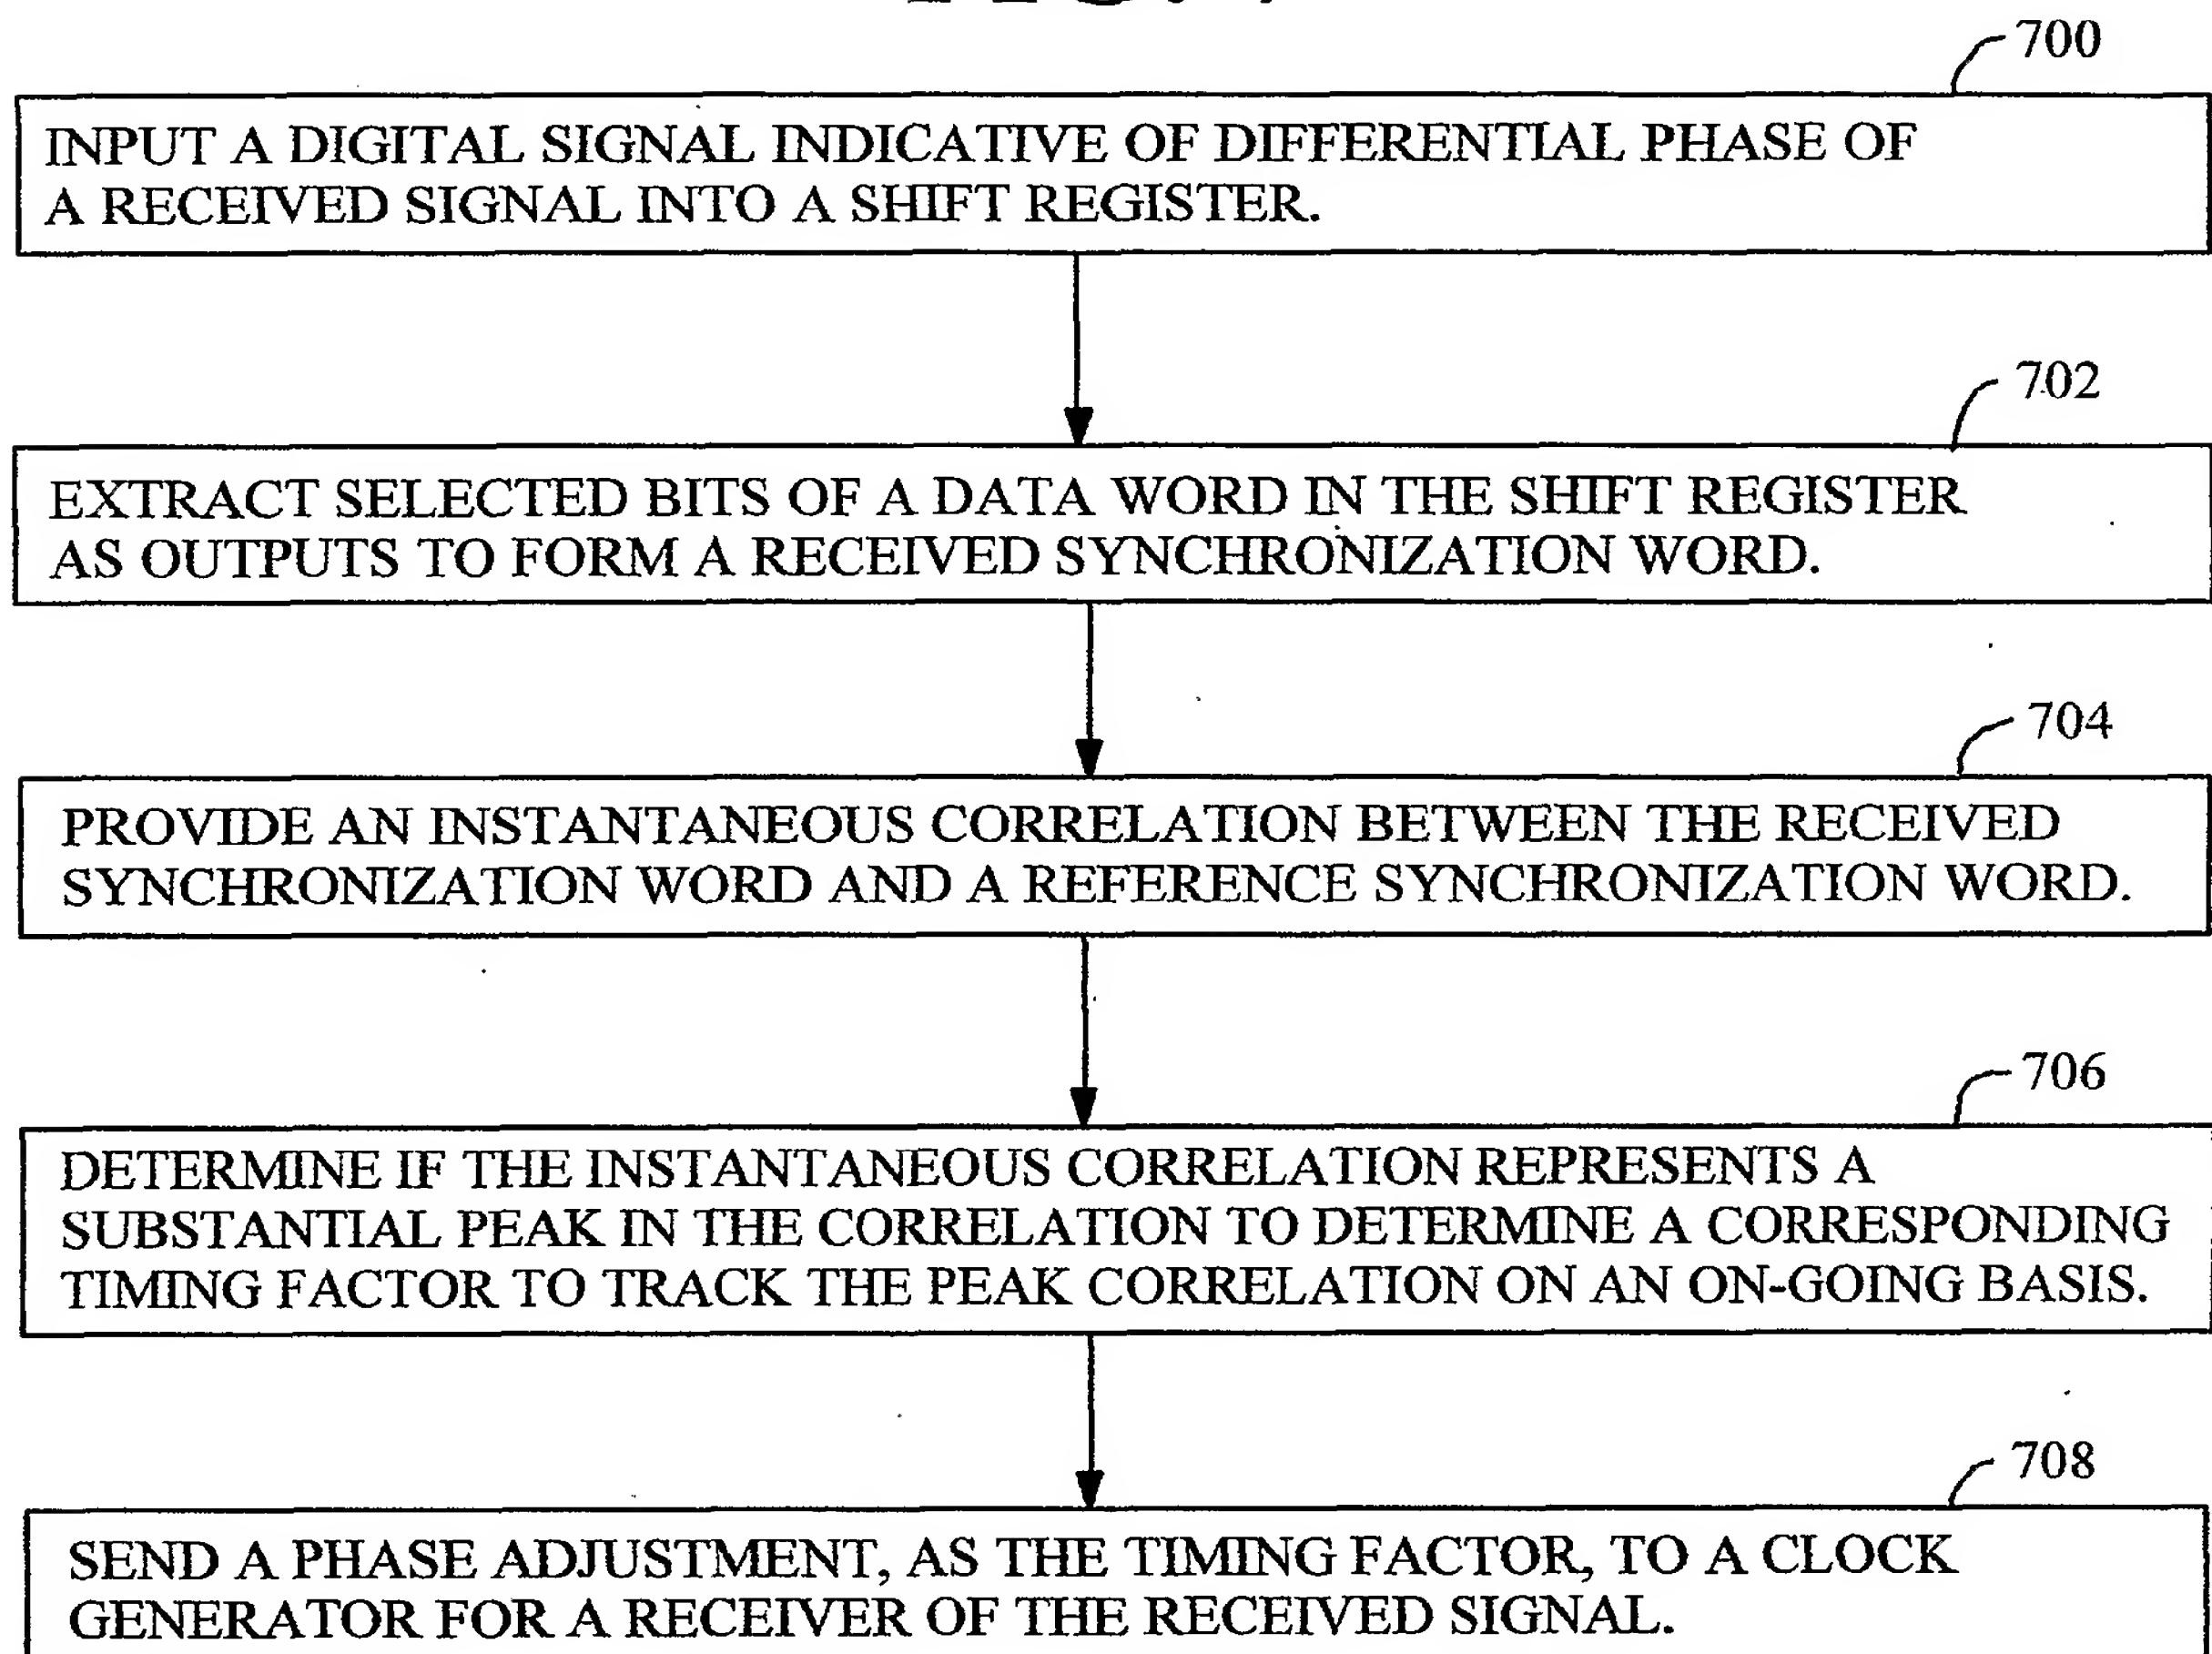 700
INPUT A DIGITAL SIGNAL INDICATIVE OF DIFFERENTIAL PHASE OF
A RECEIVED SIGNAL INTO A SHIFT REGISTER.
702
EXTRACT SELECTED BITS OF A DATA WORD IN THE SHIFT REGISTER
AS OUTPUTS TO FORM A RECEIVED SYNCHRONIZATION WORD.
704
PROVIDE AN INSTANTANEOUS CORRELATION BETWEEN THE RECEIVED
SYNCHRONIZATION WORD AND A REFERENCE SYNCHRONIZATION WORD.
706
DETERMINE IF THE INSTANTANEOUS CORRELATION REPRESENTS A
SUBSTANTIAL PEAK IN THE CORRELATION TO DETERMINE A CORRESPONDING
TIMING FACTOR TO TRACK THE PEAK CORRELATION ON AN ON-GOING BASIS.
708
SEND A PHASE ADJUSTMENT, AS THE TIMING FACTOR, TO A CLOCK
GENERATOR FOR A RECEIVER OF THE RECEIVED SIGNAL.